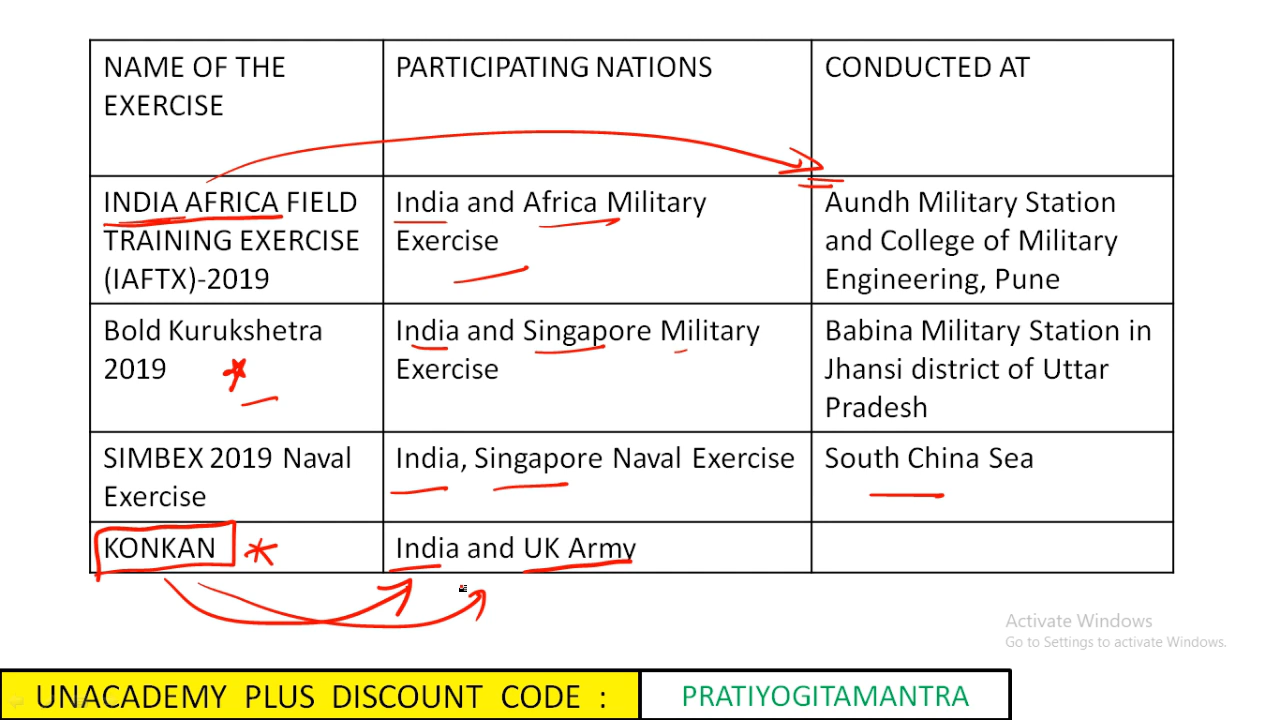 NAME OF THE
EXERCISE
PARTICIPATING NATIONS
CONDUCTED AT
INDIA AFRICA FIELD
TRAINING EXERCISE
(IAFTX)-2019
India and Africa Military
Exercise
Aundh Military Station
and College of Military
Engineering, Pune
Bold Kurukshetra
2019
India and Singapore Military
Exercise
Babina Military Station in
Jhansi district of Uttar
Pradesh
SIMBEX 2019 Naval
Exercise
India, Singapore Naval Exercise
South China Sea
KONKAN
India and UK Army
Activate Windows
Go to Settings to activate Windows.
UNACADEMY PLUS DISCOUNT CODE :
PRATIYOGITAMANTRA